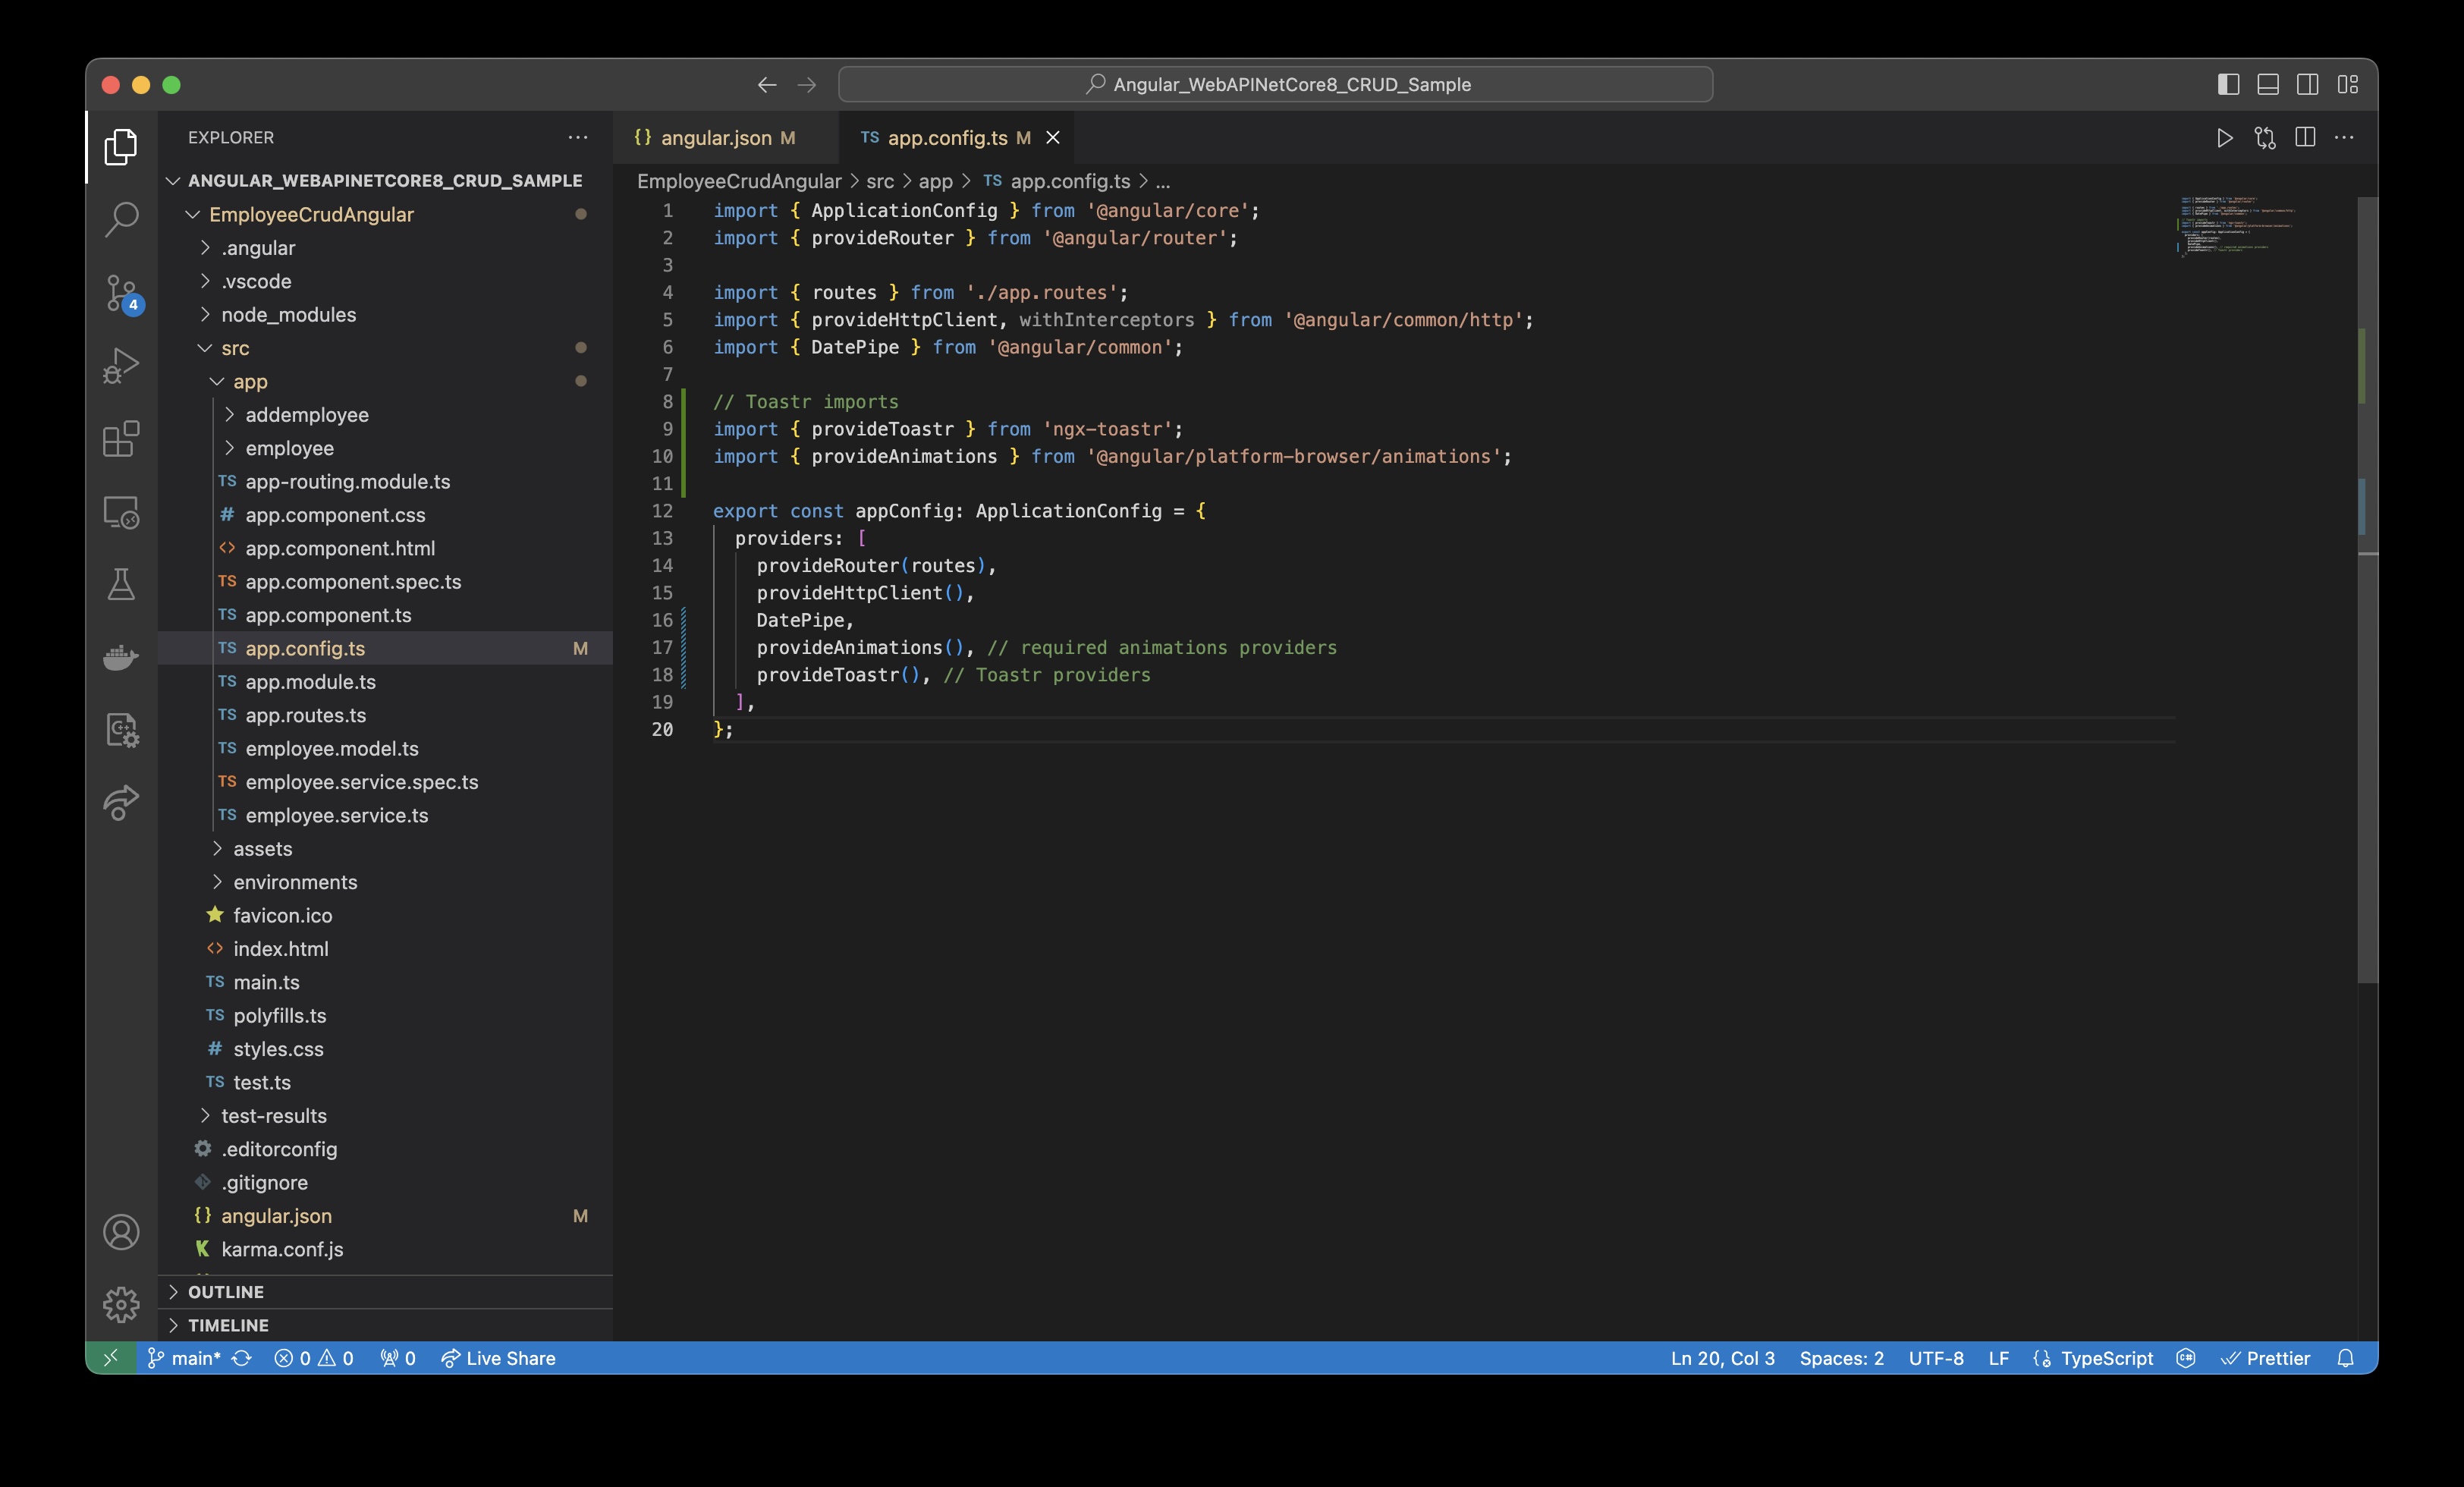 Angular_WebAPINetCore8_CRUD_Sample
EXPLORER
ANGULAR_WEBAPINETCORE8_CRUD_SAMPLE
EmployeeCrudAngular
.angular
.vscode
node_modules
src
app
addemployee
employee
TS app-routing.module.ts
# app.component.css
<> app.component.html
TS app.component.spec.ts
TS app.component.ts
TS app.config.ts M
TS app.module.ts
TS app.routes.ts
TS employee.model.ts
TS employee.service.spec.ts
TS employee.service.ts
assets
environments
favicon.ico
<> index.html
TS main.ts
TS polyfills.ts
# styles.css
TS test.ts
test-results
.editorconfig
.gitignore
{} angular.json M
karma.conf.js
OUTLINE
TIMELINE
4
{} angular.json M
TS app.config.ts M
EmployeeCrudAngular > src > app > TS app.config.ts > ...
1 import { ApplicationConfig } from '@angular/core';
2 import { provideRouter } from '@angular/router';
3
4 import { routes } from './app.routes';
5 import { provideHttpClient, withInterceptors } from '@angular/common/http';
6 import { DatePipe } from '@angular/common';
7
8 // Toastr imports
9 import { provideToastr } from 'ngx-toastr';
10 import { provideAnimations } from '@angular/platform-browser/animations';
11
12 export const appConfig: ApplicationConfig = {
13 providers: [
14 provideRouter(routes),
15 provideHttpClient(),
16 DatePipe,
17 provideAnimations(), // required animations providers
18 provideToastr(), // Toastr providers
19 ],
20 };
main* 0 0 0 Live Share
Ln 20, Col 3 Spaces: 2 UTF-8 LF TypeScript Prettier